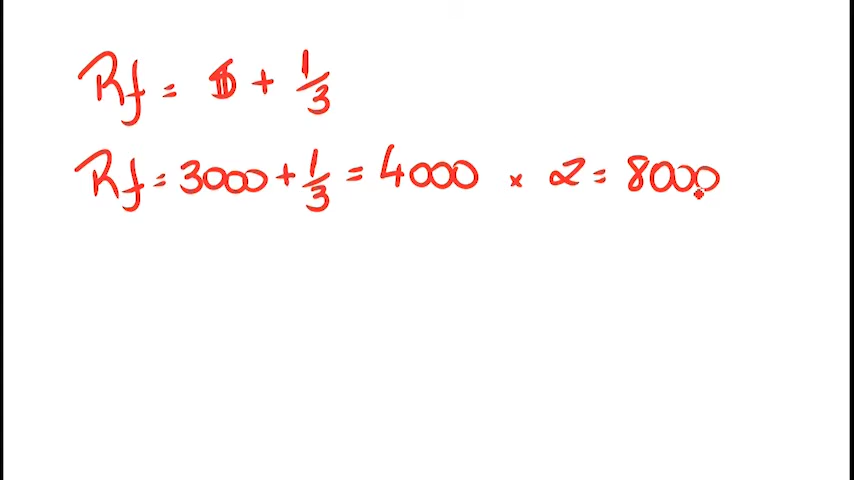 Rf = $ + 1/3
Rf = 3000 + 1/3 = 4000 × 2 = 8000